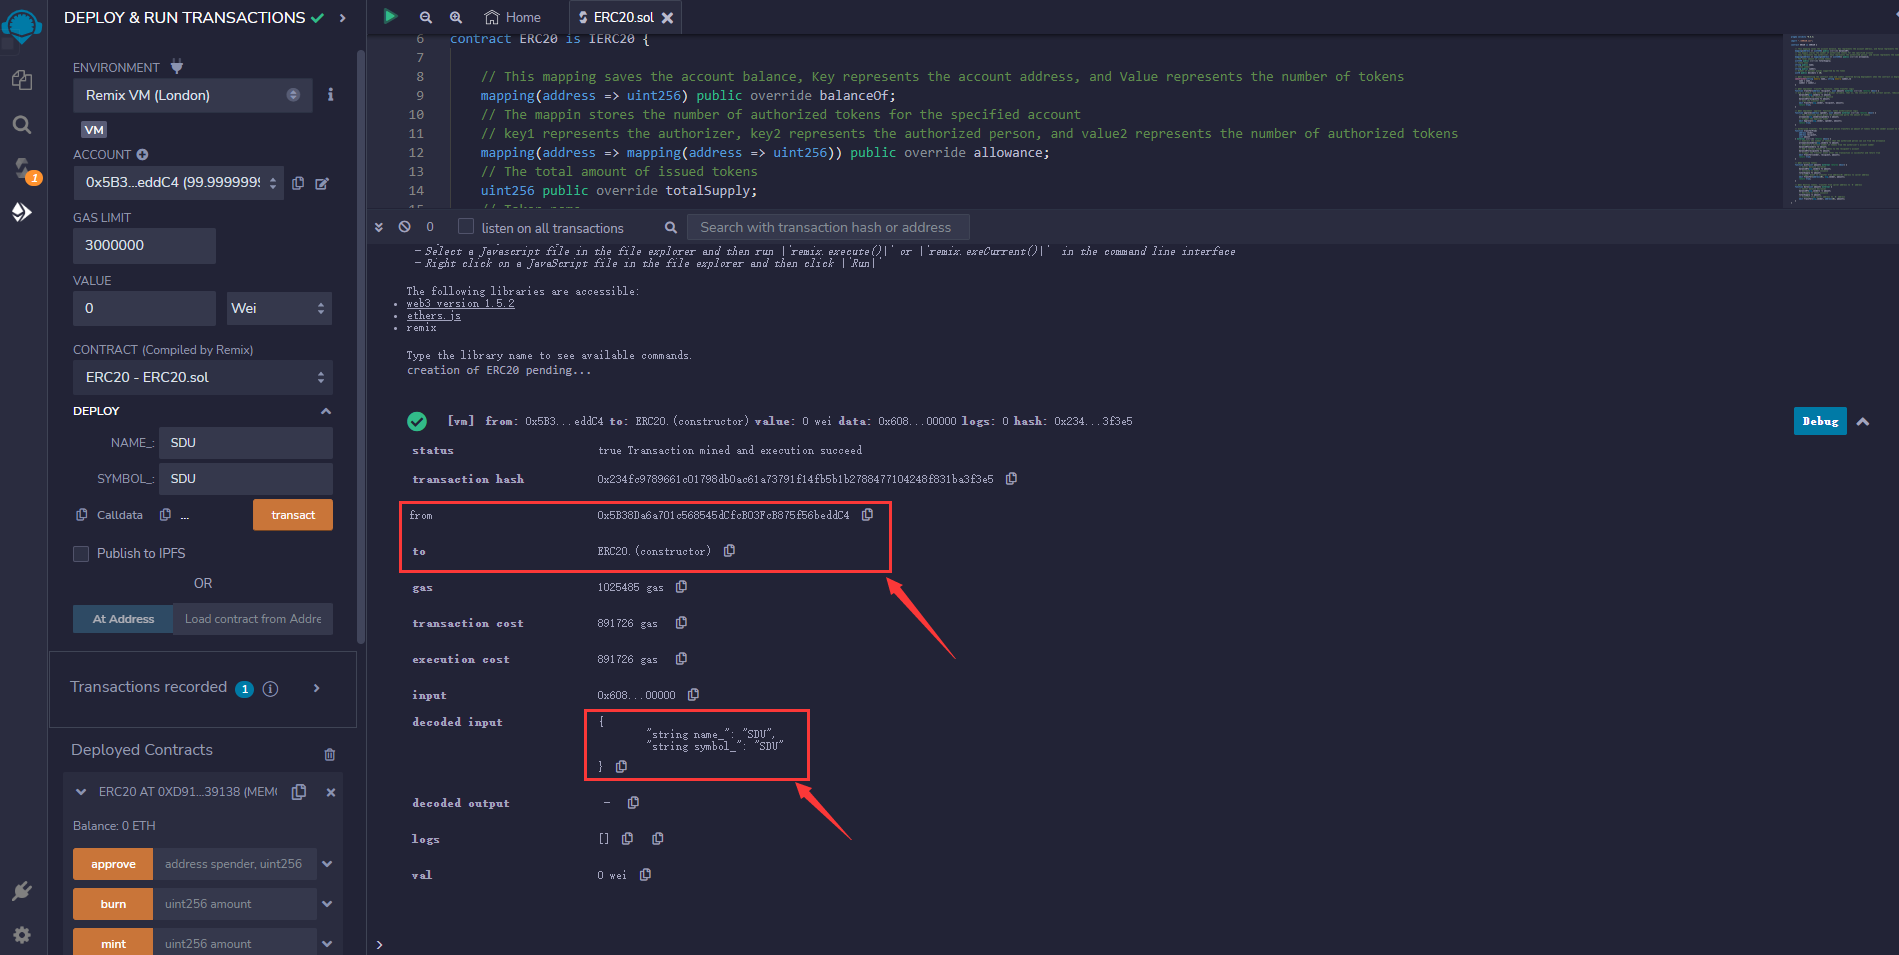 DEPLOY & RUN TRANSACTIONS
ENVIRONMENT
Remix VM (London)
VM
ACCOUNT
0x5B3...eddC4 (99.9999999
1
GAS LIMIT
3000000
VALUE
0
Wei
CONTRACT (Compiled by Remix)
ERC20 - ERC20.sol
DEPLOY
NAME_:
SDU
SYMBOL_:
SDU
Calldata
...
transact
Publish to IPFS
OR
At Address
Load contract from Addre
Transactions recorded 1
Deployed Contracts
ERC20 AT 0XD91...39138 (MEM
Balance: 0 ETH
approve address spender, uint256
burn uint256 amount
mint uint256 amount
Home
ERC20.sol
6 contract ERC20 is IERC20 {
7
8 // This mapping saves the account balance, Key represents the account address, and Value represents the number of tokens
9 mapping(address => uint256) public override balanceOf;
10 // The mappin stores the number of authorized tokens for the specified account
11 // key1 represents the authorizer, key2 represents the authorized person, and value2 represents the number of authorized tokens
12 mapping(address => mapping(address => uint256)) public override allowance;
13 // The total amount of issued tokens
14 uint256 public override totalSupply;
0
listen on all transactions
Search with transaction hash or address
- Select a Javascript file in the file explorer and then run |`remix.execute()|` or |`remix.exeCurrent()|` in the command line interface
- Right click on a JavaScript file in the file explorer and then click |`Run|`
The following libraries are accessible:
• web3 version 1.5.2
• ethers.js
• remix
Type the library name to see available commands.
creation of ERC20 pending...
[vm] from: 0x5B3...eddC4 to: ERC20.(constructor) value: 0 wei data: 0x608...00000 logs: 0 hash: 0x234...3f3e5
Debug
status true Transaction mined and execution succeed
transaction hash 0x234fc9789661c01798db0ac61a73791f14fb5b1b2788477104248f831ba3f3e5
from 0x5B38Da6a701c568545dCfcB03FcB875f56beddC4
to ERC20.(constructor)
gas 1025485 gas
transaction cost 891726 gas
execution cost 891726 gas
input 0x608...00000
decoded input {
"string name_": "SDU",
"string symbol_": "SDU"
}
decoded output -
logs []
val 0 wei
>